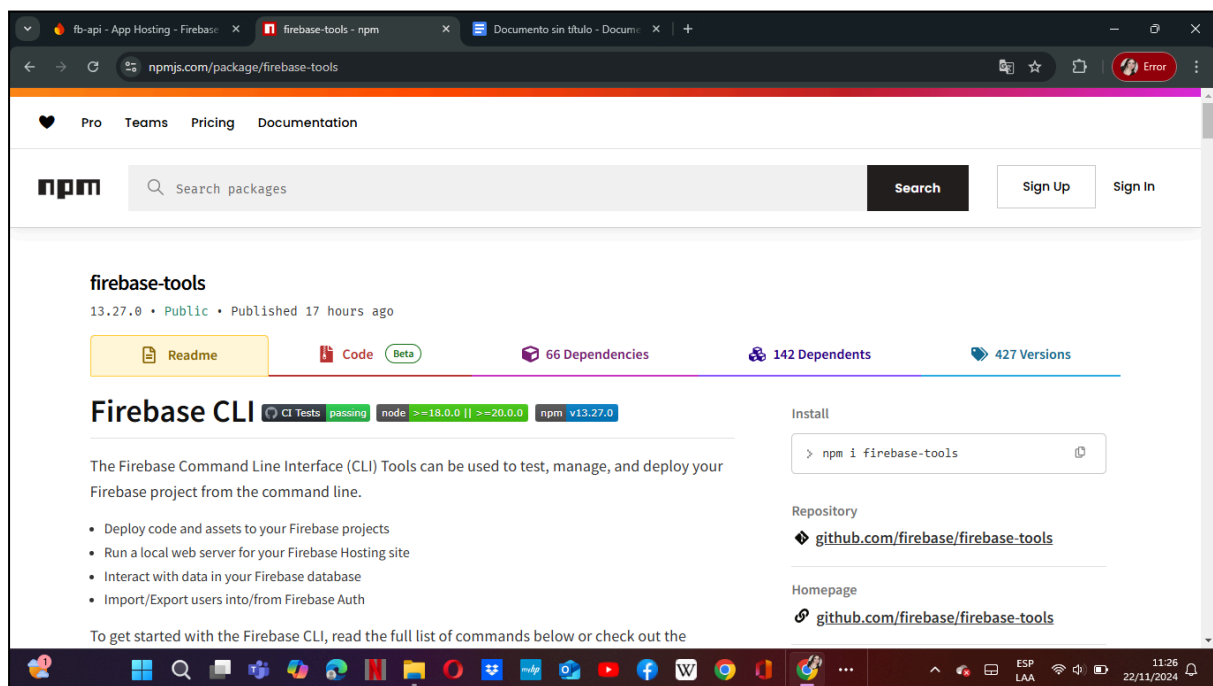 fb-api - App Hosting - Firebase
firebase-tools - npm
Documento sin título - Docume
npmjs.com/package/firebase-tools
Error
Pro Teams Pricing Documentation
npm
Search packages
Search
Sign Up
Sign In
firebase-tools
13.27.0 • Public • Published 17 hours ago
Readme
Code Beta
66 Dependencies
142 Dependents
427 Versions
Firebase CLI CI Tests passing node >=18.0.0 || >=20.0.0 npm v13.27.0
The Firebase Command Line Interface (CLI) Tools can be used to test, manage, and deploy your
Firebase project from the command line.
• Deploy code and assets to your Firebase projects
• Run a local web server for your Firebase Hosting site
• Interact with data in your Firebase database
• Import/Export users into/from Firebase Auth
To get started with the Firebase CLI, read the full list of commands below or check out the
Install
> npm i firebase-tools
Repository
github.com/firebase/firebase-tools
Homepage
github.com/firebase/firebase-tools
1
myhp
W
ESP
LAA
11:26
22/11/2024